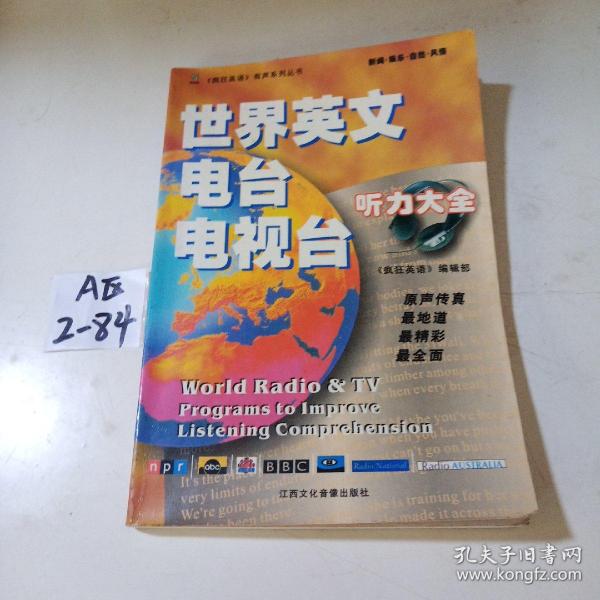 《疯狂英语》有声系列丛书
新闻·娱乐·自然·风情
世界英文
电台
电视台
听力大全
《疯狂英语》编辑部
原声传真
最地道
最精彩
最全面
A区
2-84
World Radio & TV
Programs to Improve
Listening Comprehension
npr
abc
BBC
Radio National
Radio AUSTRALIA
江西文化音像出版社
孔夫子旧书网
www.kongfz.com